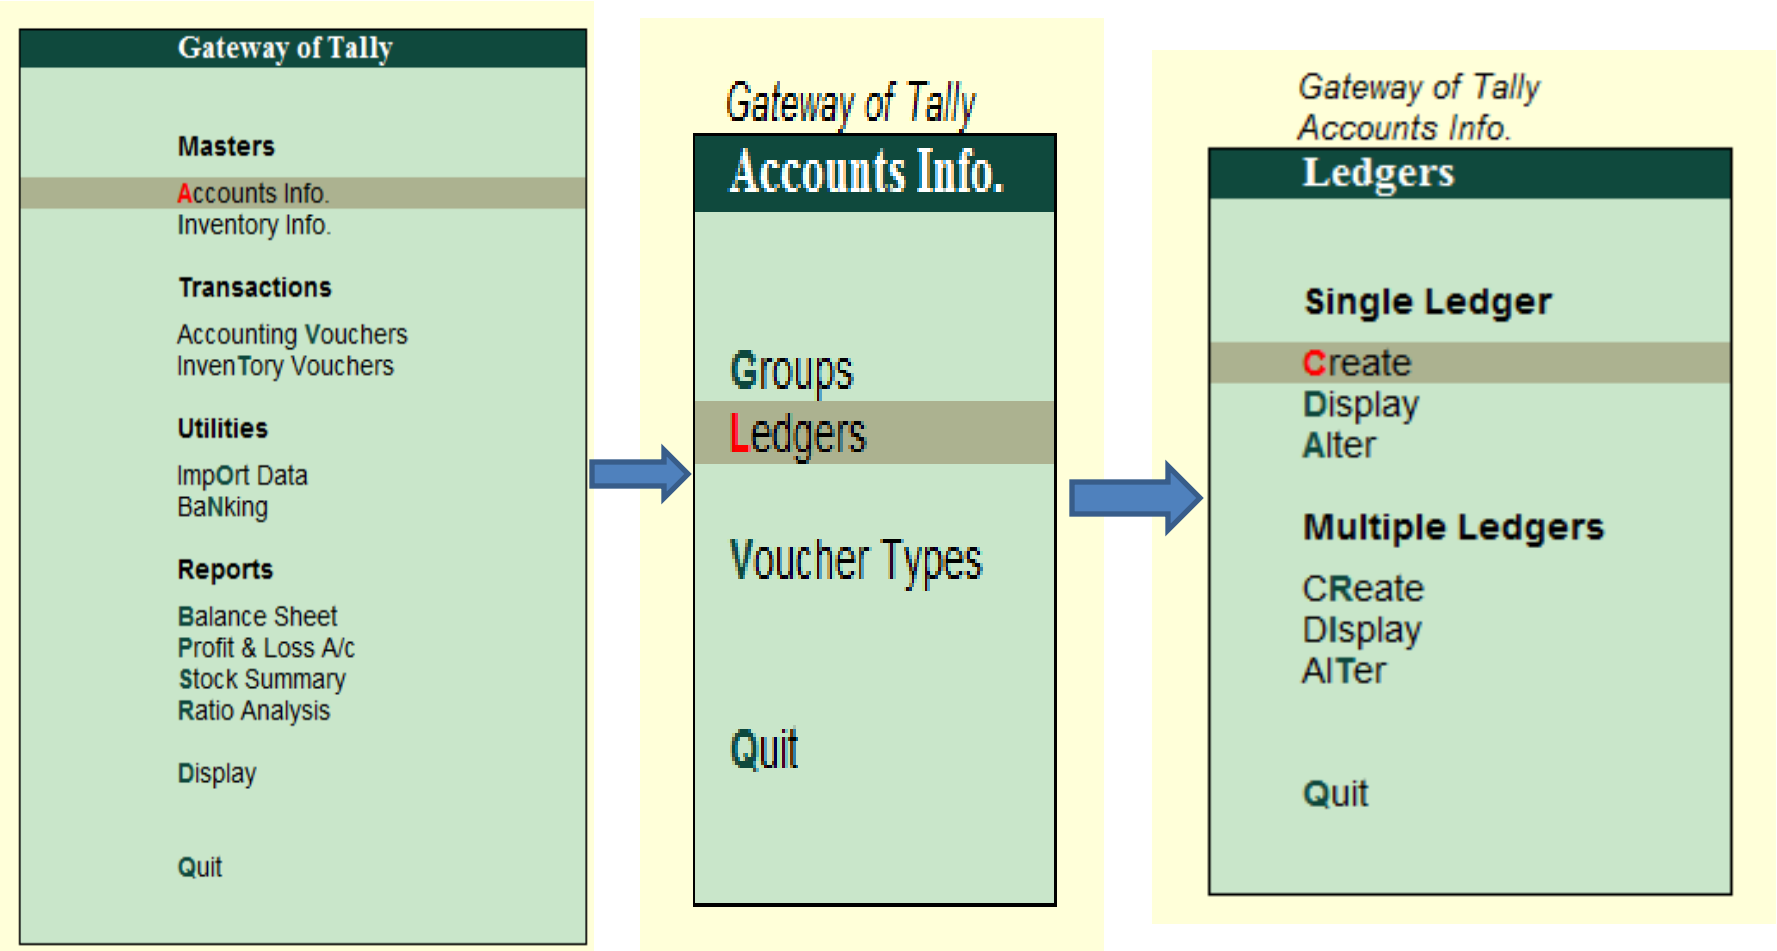 Gateway of Tally
Masters
Accounts Info.
Inventory Info.
Transactions
Accounting Vouchers
InvenTory Vouchers
Utilities
ImpOrt Data
BaNking
Reports
Balance Sheet
Profit & Loss A/c
Stock Summary
Ratio Analysis
Display
Quit
Gateway of Tally
Accounts Info.
Groups
Ledgers
Voucher Types
Quit
Gateway of Tally
Accounts Info.
Ledgers
Single Ledger
Create
Display
Alter
Multiple Ledgers
CReate
DIsplay
AlTer
Quit